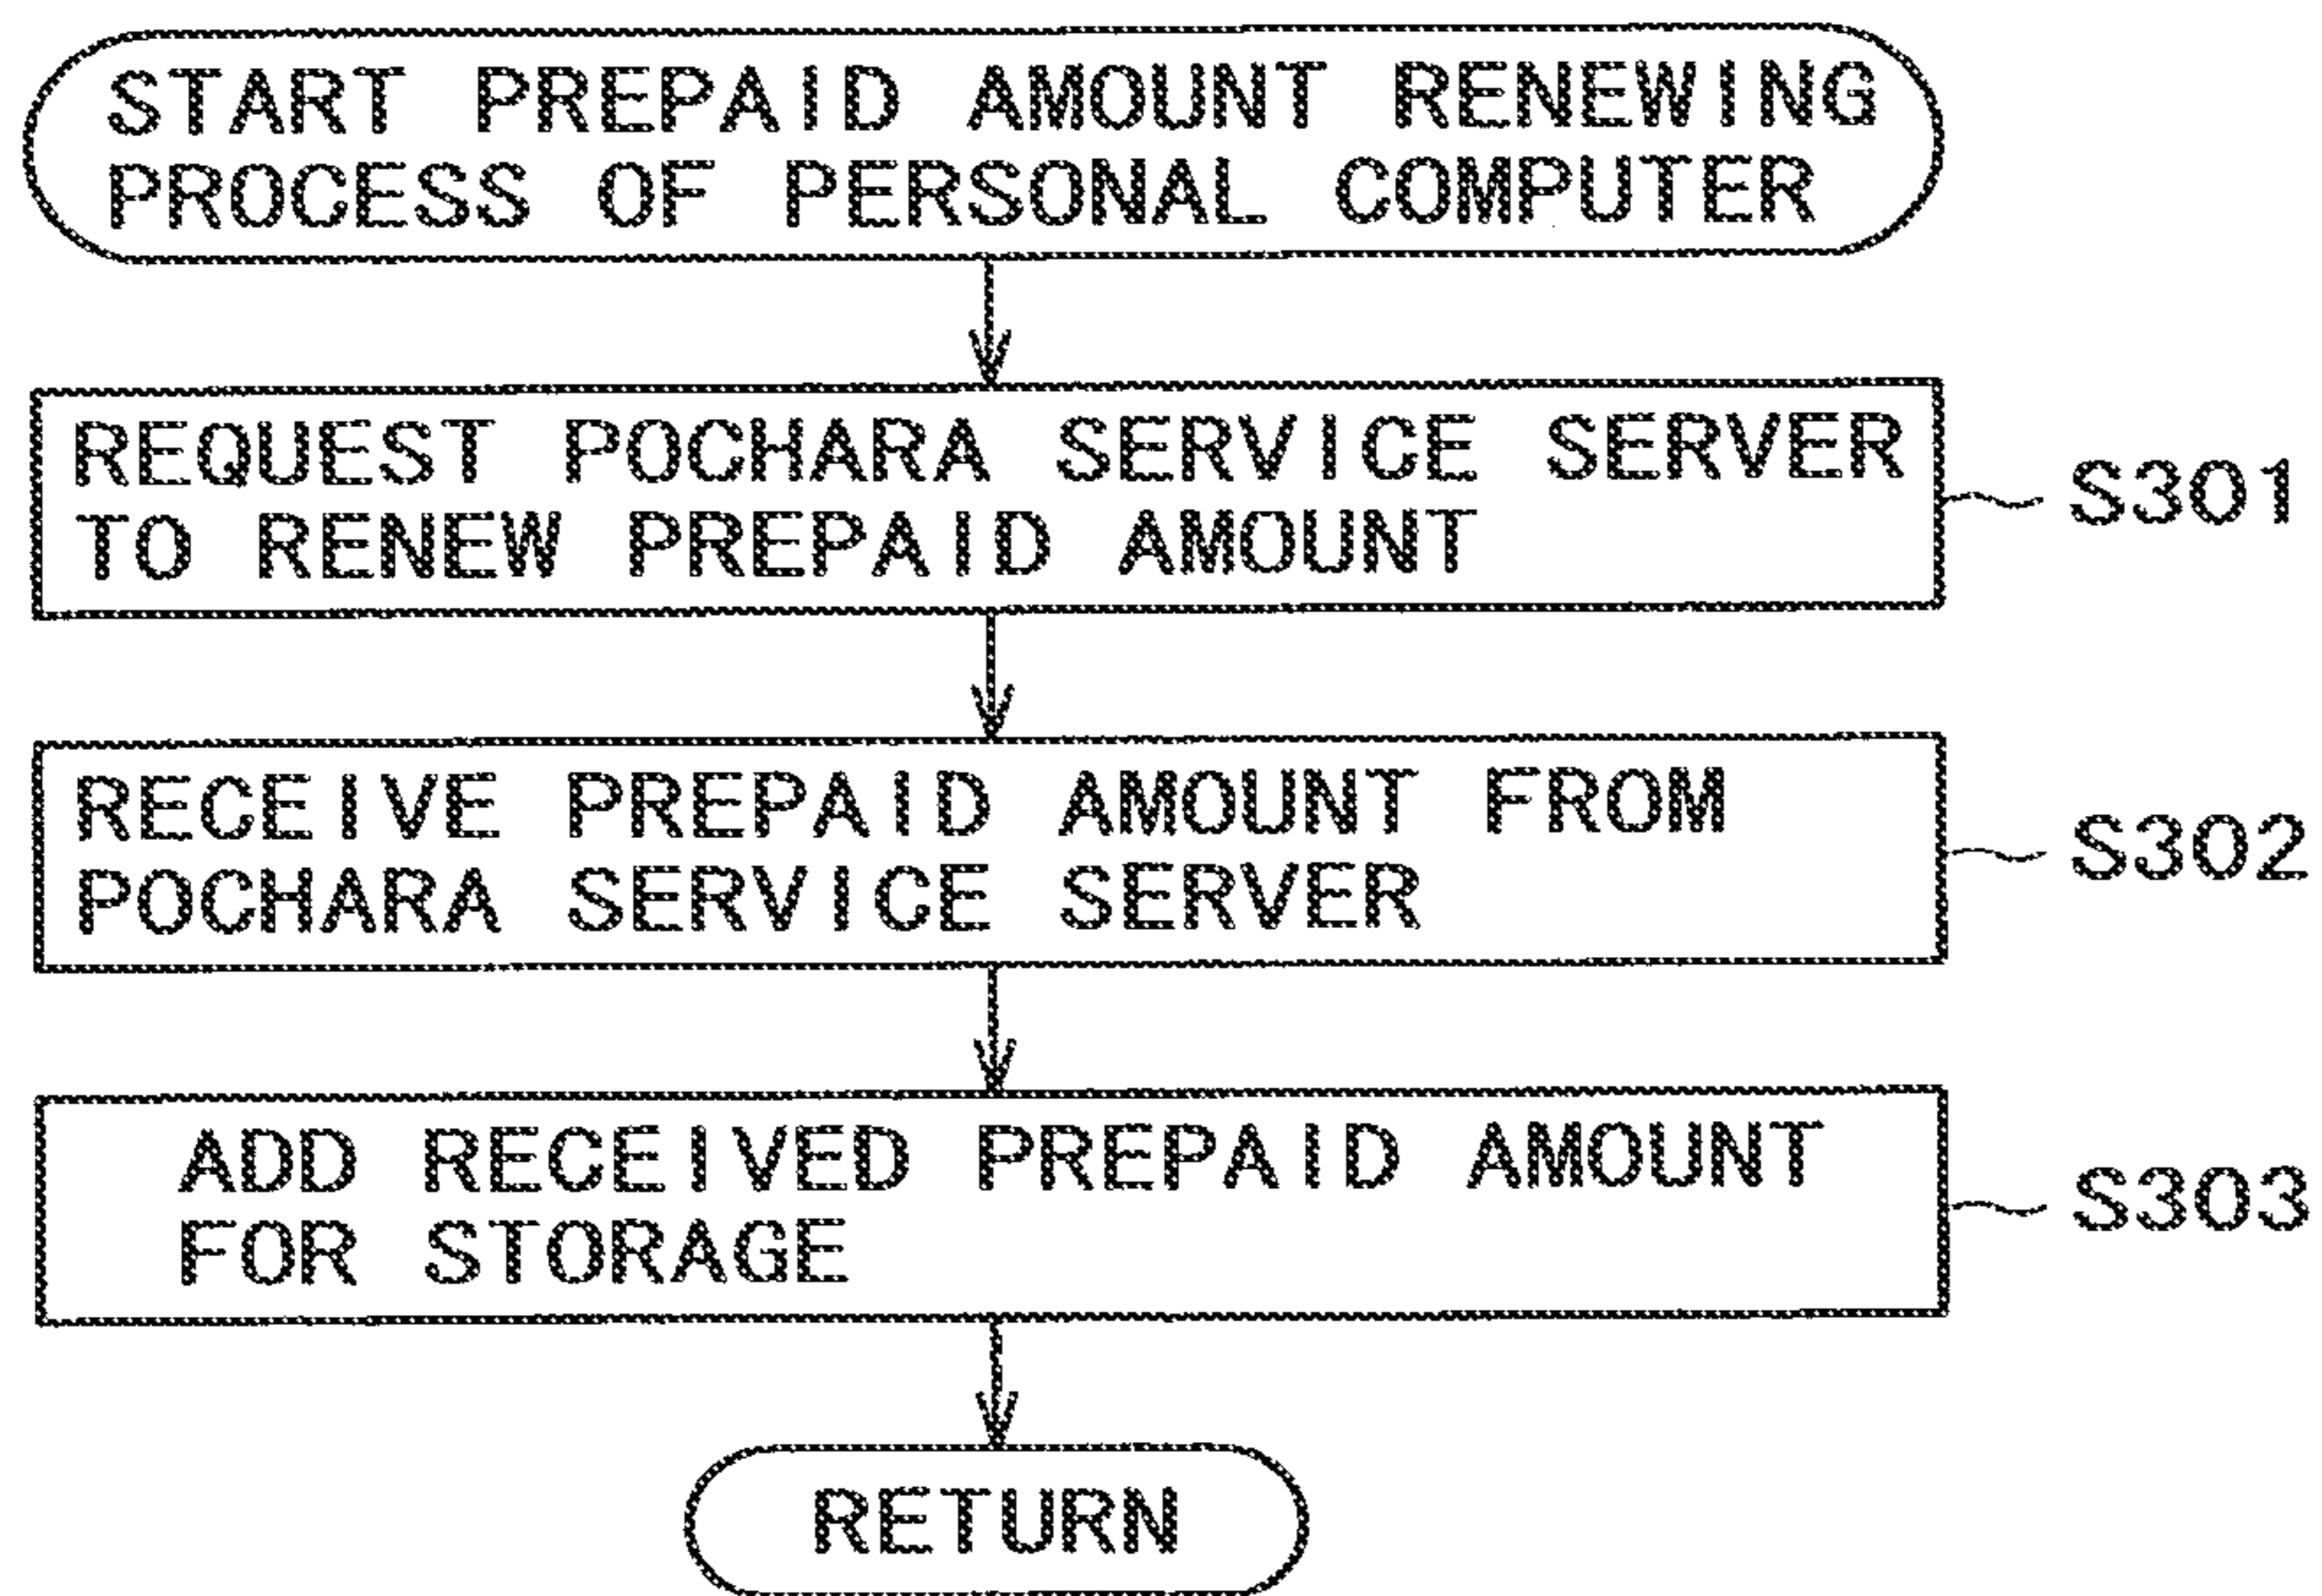 START PREPAID AMOUNT RENEWING
PROCESS OF PERSONAL COMPUTER
REQUEST POCHARA SERVICE SERVER
TO RENEW PREPAID AMOUNT
S301
RECEIVE PREPAID AMOUNT FROM
POCHARA SERVICE SERVER
S302
ADD RECEIVED PREPAID AMOUNT
FOR STORAGE
S303
RETURN